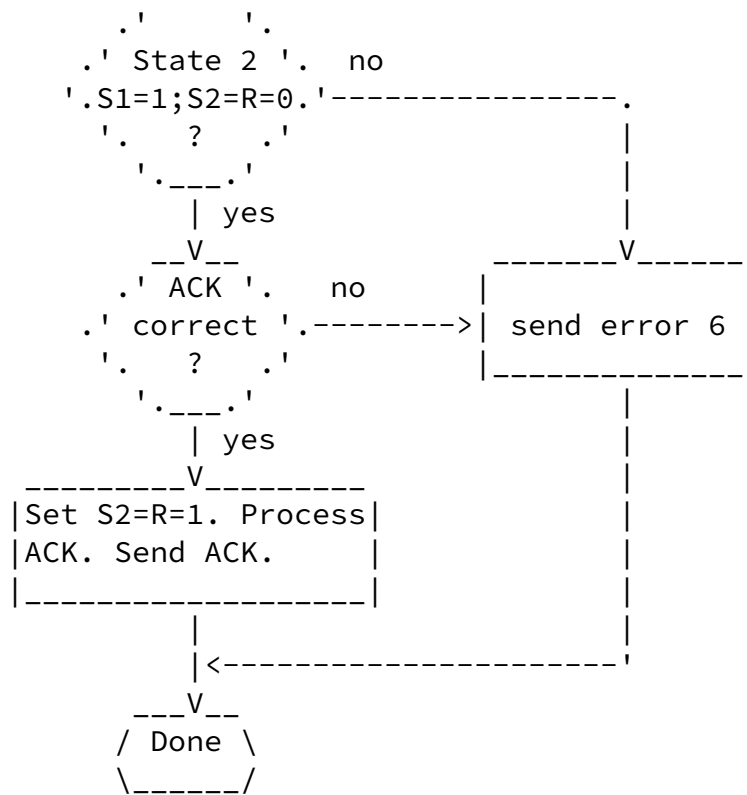 State 2 no
S1=1;S2=R=0
?
yes
ACK no
correct send error 6
?
yes
Set S2=R=1. Process
ACK. Send ACK.
Done